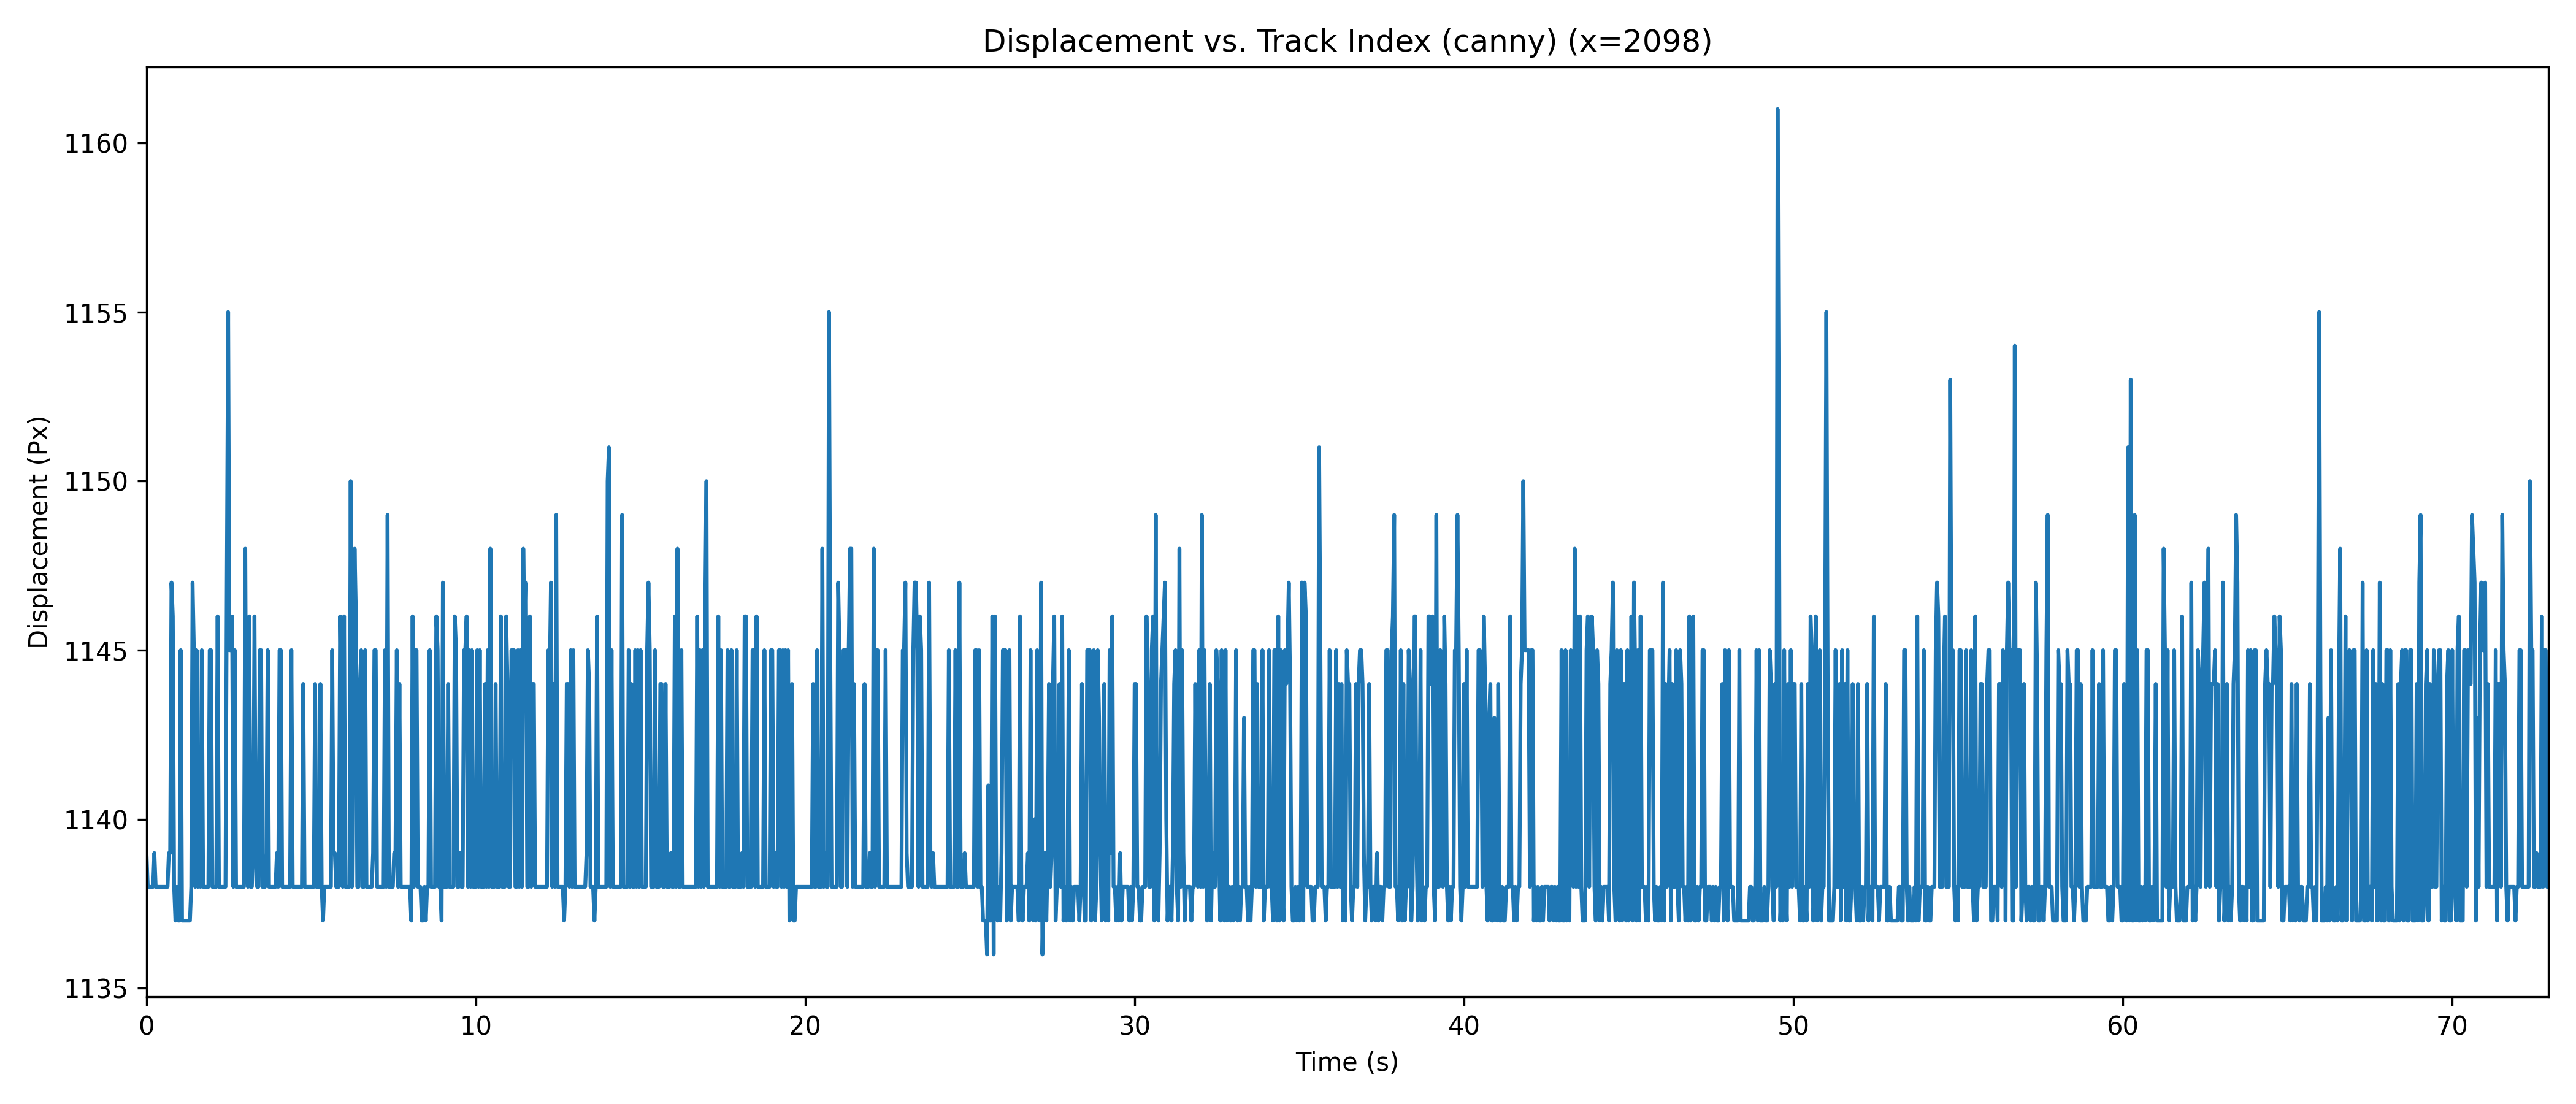 Displacement vs. Track Index (canny) (x=2098)
1160
1155
1150
1145
1140
1135
Displacement (Px)
0 10 20 30 40 50 60 70
Time (s)